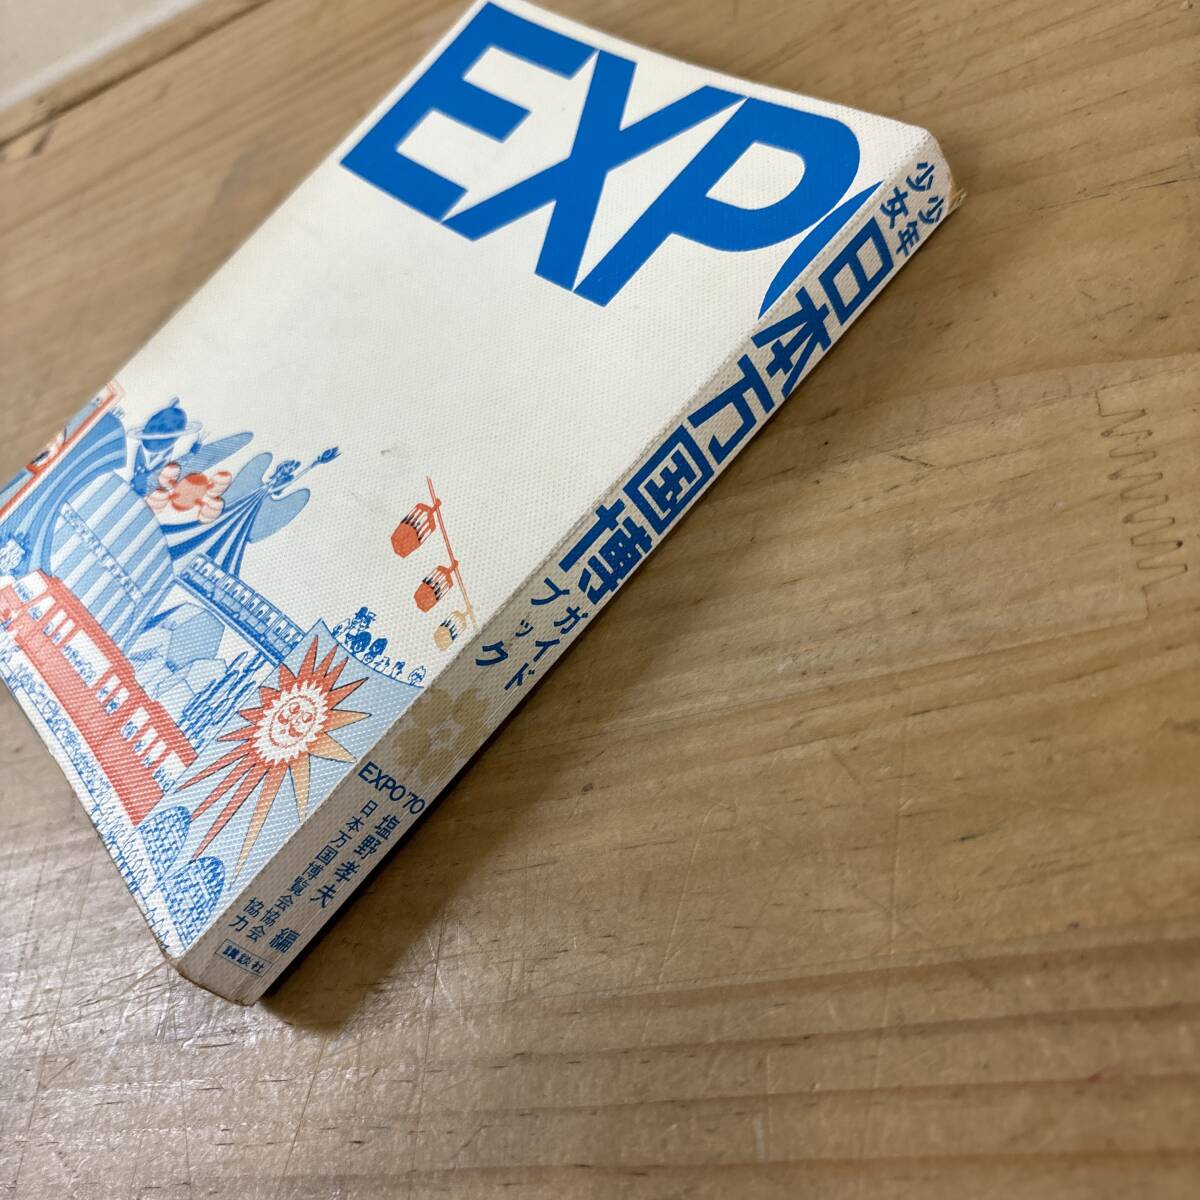 EXPO
少年
少女
日本万国博
ガイド
ブック
EXPO'70
塩野孝夫 編
日本万国博覧会協会 協力
講談社